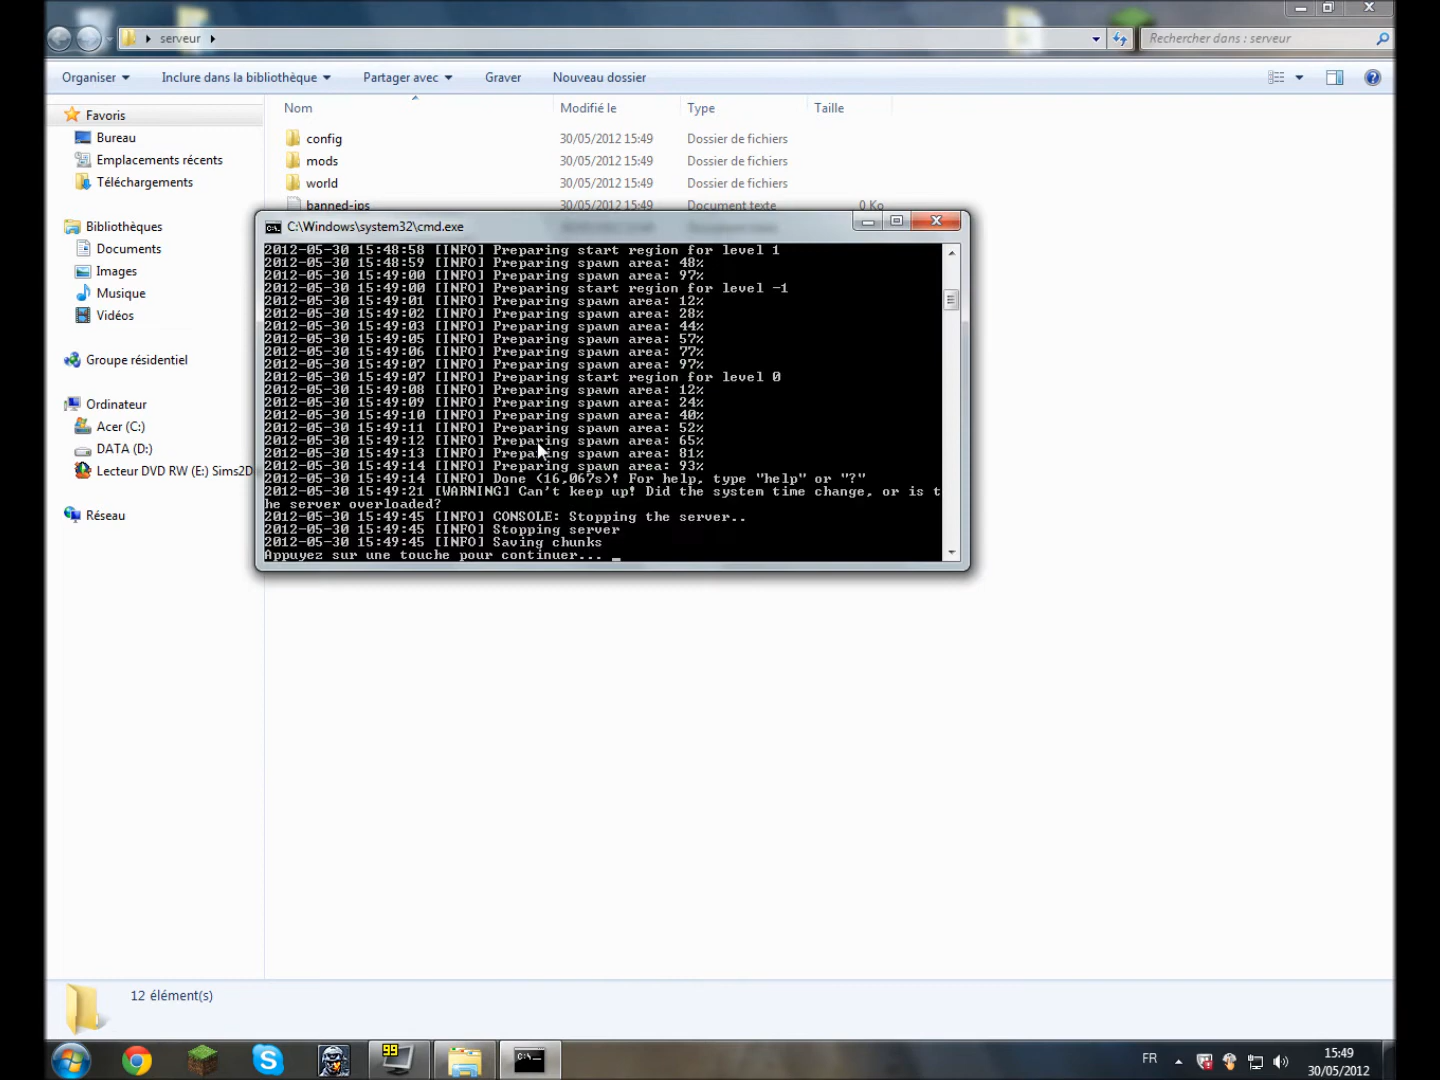 serveur
Rechercher dans : serveur
Organiser
Inclure dans la bibliothèque
Partager avec
Graver
Nouveau dossier
Nom
Modifié le
Type
Taille
Favoris
Bureau
Emplacements récents
Téléchargements
Bibliothèques
Documents
Images
Musique
Vidéos
Groupe résidentiel
Ordinateur
Acer (C:)
DATA (D:)
Lecteur DVD RW (E:) Sims2D
Réseau
config 30/05/2012 15:49 Dossier de fichiers
mods 30/05/2012 15:49 Dossier de fichiers
world 30/05/2012 15:49 Dossier de fichiers
banned-ips 30/05/2012 15:49 Document texte 0 Ko
C:\Windows\system32\cmd.exe
2012-05-30 15:48:58 [INFO] Preparing start region for level 1
2012-05-30 15:48:59 [INFO] Preparing spawn area: 48%
2012-05-30 15:49:00 [INFO] Preparing spawn area: 97%
2012-05-30 15:49:00 [INFO] Preparing start region for level -1
2012-05-30 15:49:01 [INFO] Preparing spawn area: 12%
2012-05-30 15:49:02 [INFO] Preparing spawn area: 28%
2012-05-30 15:49:03 [INFO] Preparing spawn area: 44%
2012-05-30 15:49:05 [INFO] Preparing spawn area: 57%
2012-05-30 15:49:06 [INFO] Preparing spawn area: 77%
2012-05-30 15:49:07 [INFO] Preparing spawn area: 97%
2012-05-30 15:49:07 [INFO] Preparing start region for level 0
2012-05-30 15:49:08 [INFO] Preparing spawn area: 12%
2012-05-30 15:49:09 [INFO] Preparing spawn area: 24%
2012-05-30 15:49:10 [INFO] Preparing spawn area: 40%
2012-05-30 15:49:11 [INFO] Preparing spawn area: 52%
2012-05-30 15:49:12 [INFO] Preparing spawn area: 65%
2012-05-30 15:49:13 [INFO] Preparing spawn area: 81%
2012-05-30 15:49:14 [INFO] Preparing spawn area: 93%
2012-05-30 15:49:14 [INFO] Done (16,067s)! For help, type "help" or "?"
2012-05-30 15:49:21 [WARNING] Can't keep up! Did the system time change, or is t
he server overloaded?
2012-05-30 15:49:45 [INFO] CONSOLE: Stopping the server..
2012-05-30 15:49:45 [INFO] Stopping server
2012-05-30 15:49:45 [INFO] Saving chunks
Appuyez sur une touche pour continuer... _
12 élément(s)
99
FR
15:49
30/05/2012